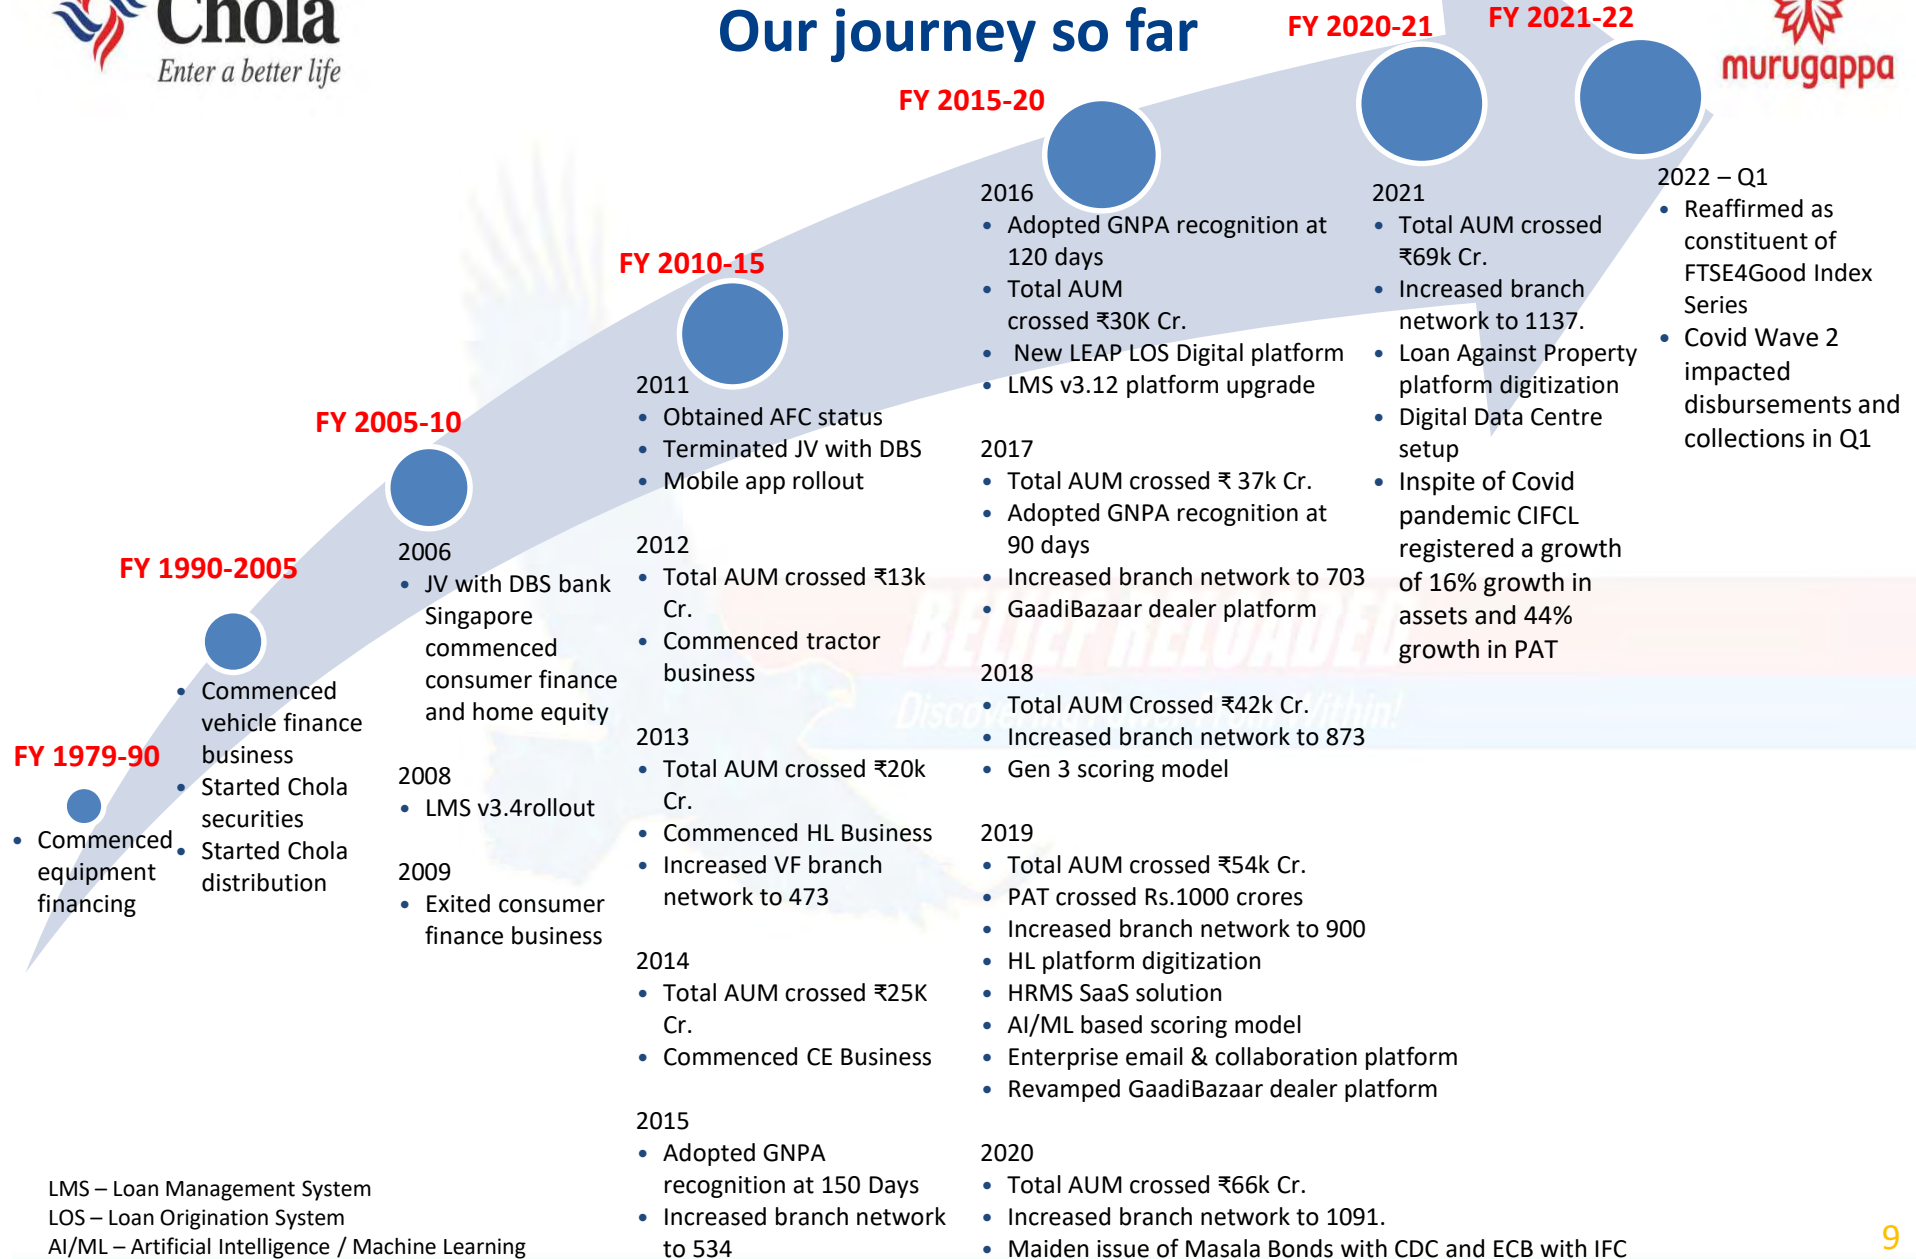 Chola
Enter a better life
Our journey so far
murugappa
FY 1979-90
• Commenced
equipment
financing
FY 1990-2005
• Commenced
vehicle finance
business
• Started Chola
securities
• Started Chola
distribution
FY 2005-10
2006
• JV with DBS bank
Singapore
commenced
consumer finance
and home equity
2008
• LMS v3.4rollout
2009
• Exited consumer
finance business
FY 2010-15
2011
• Obtained AFC status
• Terminated JV with DBS
• Mobile app rollout
2012
• Total AUM crossed ₹13k
Cr.
• Commenced tractor
business
2013
• Total AUM crossed ₹20k
Cr.
• Commenced HL Business
• Increased VF branch
network to 473
2014
• Total AUM crossed ₹25K
Cr.
• Commenced CE Business
2015
• Adopted GNPA
recognition at 150 Days
• Increased branch network
to 534
FY 2015-20
2016
• Adopted GNPA recognition at
120 days
• Total AUM
crossed ₹30K Cr.
• New LEAP LOS Digital platform
• LMS v3.12 platform upgrade
2017
• Total AUM crossed ₹ 37k Cr.
• Adopted GNPA recognition at
90 days
• Increased branch network to 703
• GaadiBazaar dealer platform
2018
• Total AUM Crossed ₹42k Cr.
• Increased branch network to 873
• Gen 3 scoring model
2019
• Total AUM crossed ₹54k Cr.
• PAT crossed Rs.1000 crores
• Increased branch network to 900
• HL platform digitization
• HRMS SaaS solution
• AI/ML based scoring model
• Enterprise email & collaboration platform
• Revamped GaadiBazaar dealer platform
2020
• Total AUM crossed ₹66k Cr.
• Increased branch network to 1091.
• Maiden issue of Masala Bonds with CDC and ECB with IFC
FY 2020-21
2021
• Total AUM crossed
₹69k Cr.
• Increased branch
network to 1137.
• Loan Against Property
platform digitization
• Digital Data Centre
setup
• Inspite of Covid
pandemic CIFCL
registered a growth
of 16% growth in
assets and 44%
growth in PAT
FY 2021-22
2022 – Q1
• Reaffirmed as
constituent of
FTSE4Good Index
Series
• Covid Wave 2
impacted
disbursements and
collections in Q1
BELIEF RELOADED
Discovering Power From Within!
LMS – Loan Management System
LOS – Loan Origination System
AI/ML – Artificial Intelligence / Machine Learning
9